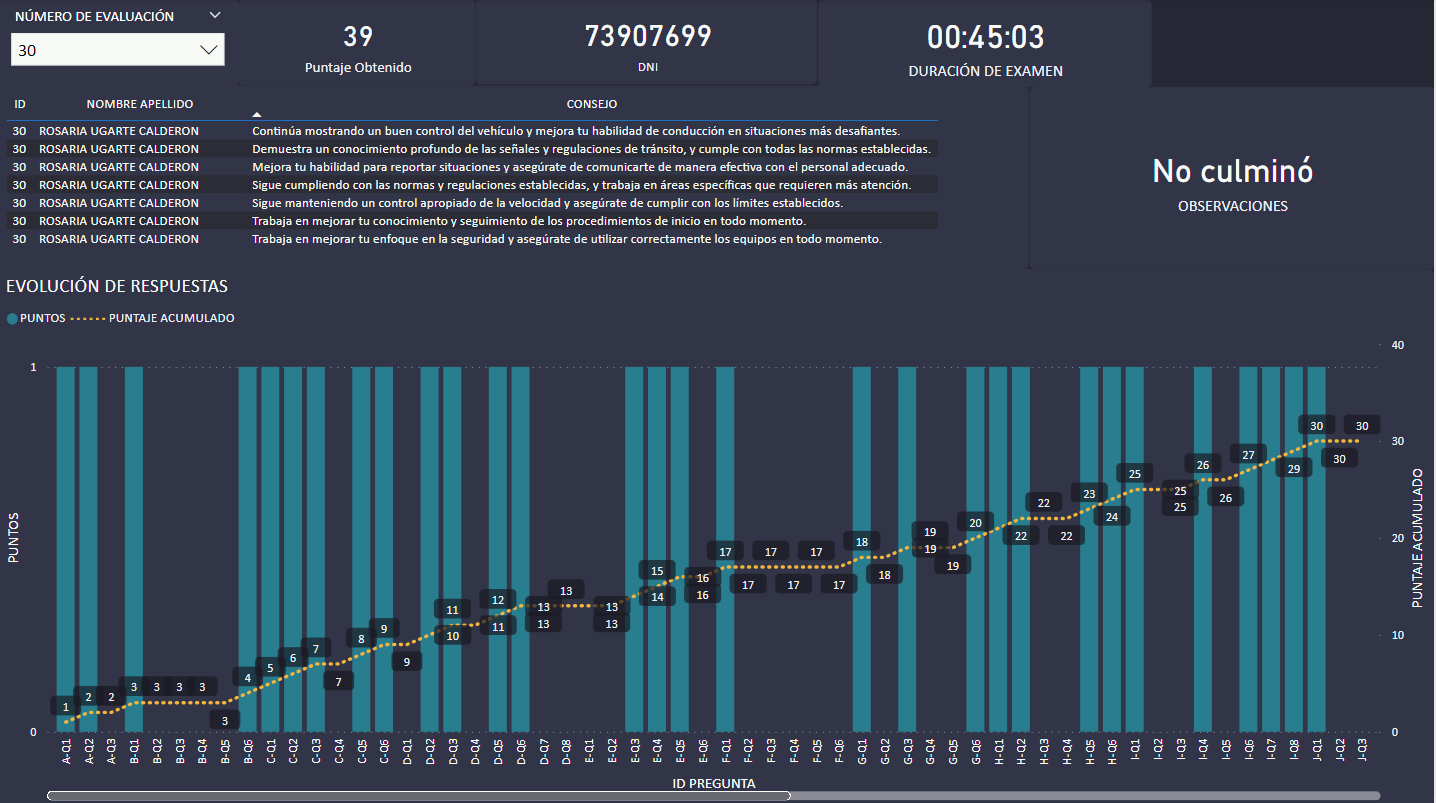 NÚMERO DE EVALUACIÓN
30
39
Puntaje Obtenido
73907699
DNI
00:45:03
DURACIÓN DE EXAMEN
ID NOMBRE APELLIDO CONSEJO
30 ROSARIA UGARTE CALDERON Continúa mostrando un buen control del vehículo y mejora tu habilidad de conducción en situaciones más desafiantes.
30 ROSARIA UGARTE CALDERON Demuestra un conocimiento profundo de las señales y regulaciones de tránsito, y cumple con todas las normas establecidas.
30 ROSARIA UGARTE CALDERON Mejora tu habilidad para reportar situaciones y asegúrate de comunicarte de manera efectiva con el personal adecuado.
30 ROSARIA UGARTE CALDERON Sigue cumpliendo con las normas y regulaciones establecidas, y trabaja en áreas específicas que requieren más atención.
30 ROSARIA UGARTE CALDERON Sigue manteniendo un control apropiado de la velocidad y asegúrate de cumplir con los límites establecidos.
30 ROSARIA UGARTE CALDERON Trabaja en mejorar tu conocimiento y seguimiento de los procedimientos de inicio en todo momento.
30 ROSARIA UGARTE CALDERON Trabaja en mejorar tu enfoque en la seguridad y asegúrate de utilizar correctamente los equipos en todo momento.
No culminó
OBSERVACIONES
EVOLUCIÓN DE RESPUESTAS
PUNTOS PUNTAJE ACUMULADO
PUNTOS
1
0
1 2 2 3 3 3 3 3 4 5 6 7 7 8 9 9 10 11 11 12 13 13 13 13 13 14 15 16 16 17 17 17 17 17 17 18 18 19 19 19 20 22 22 22 23 24 25 25 25 26 26 27 29 30 30 30
40
30
20
10
0
PUNTAJE ACUMULADO
A-Q1 A-Q2 A-Q3 B-Q1 B-Q2 B-Q3 B-Q4 B-Q5 B-Q6 C-Q1 C-Q2 C-Q3 C-Q4 C-Q5 C-Q6 D-Q1 D-Q2 D-Q3 D-Q4 D-Q5 D-Q6 D-Q7 D-Q8 E-Q1 E-Q2 E-Q3 E-Q4 E-Q5 E-Q6 F-Q1 F-Q2 F-Q3 F-Q4 F-Q5 F-Q6 G-Q1 G-Q2 G-Q3 G-Q4 G-Q5 G-Q6 H-Q1 H-Q2 H-Q3 H-Q4 H-Q5 H-Q6 I-Q1 I-Q2 I-Q3 I-Q4 I-Q5 I-Q6 I-Q7 I-Q8 J-Q1 J-Q2 J-Q3
ID PREGUNTA